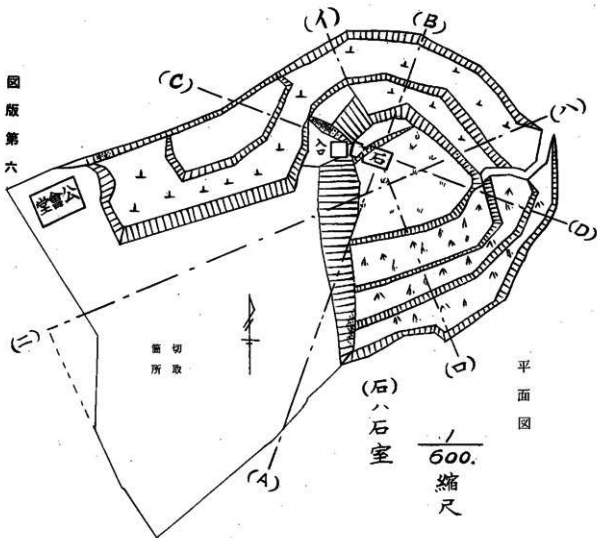 図版第六
(イ)
(B)
(C)
(ハ)
石
公會堂
(D)
(ニ)
切取
箇所
(ロ)
(A)
平面図
(石)ハ石室
1/600.
縮尺